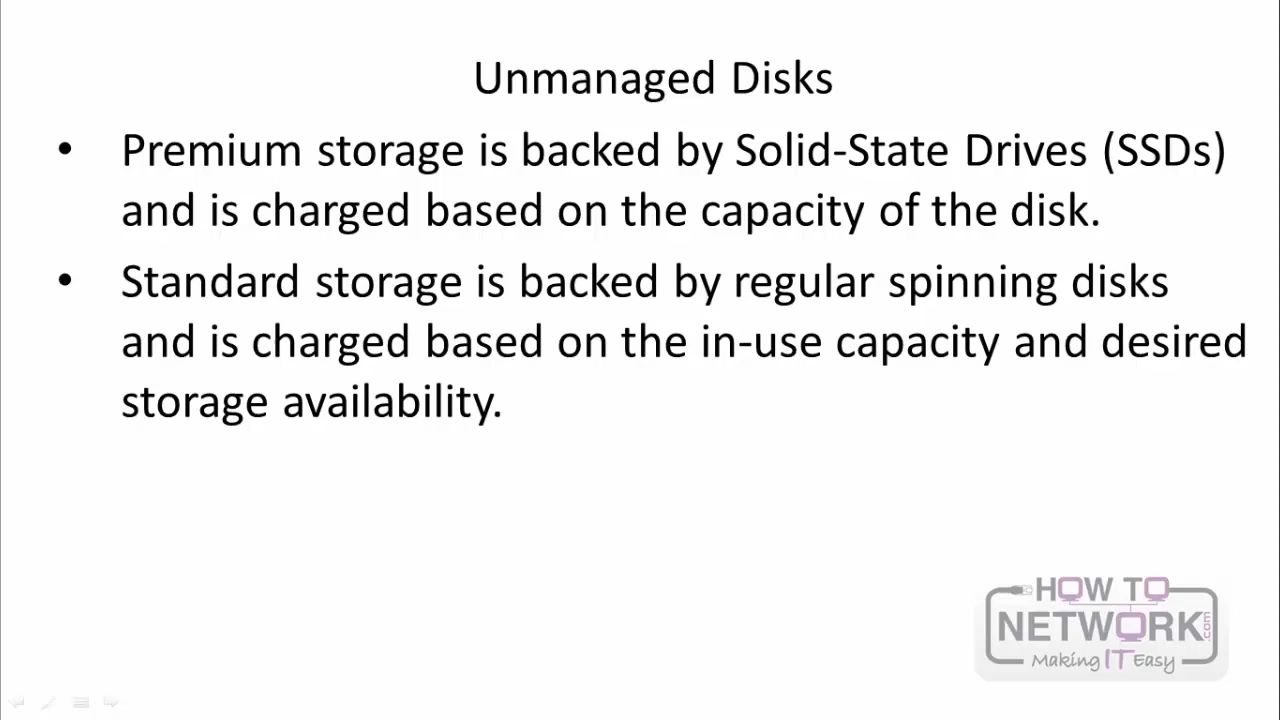 Unmanaged Disks
• Premium storage is backed by Solid-State Drives (SSDs)
and is charged based on the capacity of the disk.
• Standard storage is backed by regular spinning disks
and is charged based on the in-use capacity and desired
storage availability.
HOW TO
NETWORK.com
Making IT Easy